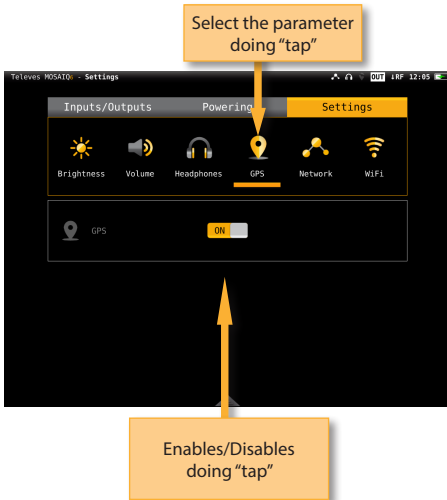 Select the parameter
doing “tap”
Televes MOSAIQ6 - Settings OUT ↓RF 12:05
Inputs/Outputs Powering Settings
Brightness Volume Headphones GPS Network WiFi
GPS ON
Enables/Disables
doing “tap”